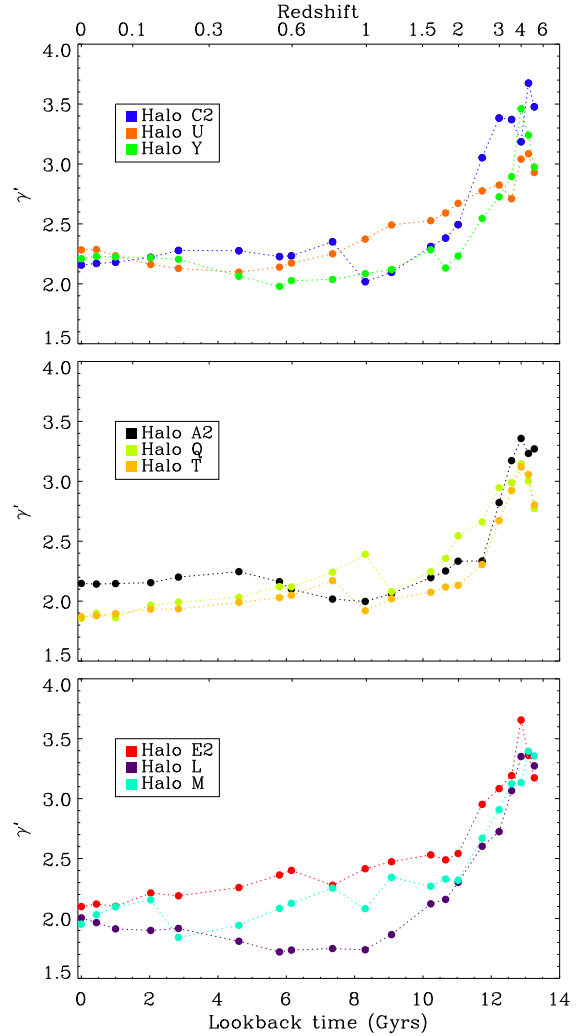 Redshift
0 0.1 0.3 0.6 1 1.5 2 3 4 6
4.0
3.5
3.0
2.5
2.0
1.5
γ'
Halo C2
Halo U
Halo Y
4.0
3.5
3.0
2.5
2.0
1.5
γ'
Halo A2
Halo Q
Halo T
4.0
3.5
3.0
2.5
2.0
1.5
γ'
Halo E2
Halo L
Halo M
0 2 4 6 8 10 12 14
Lookback time (Gyrs)